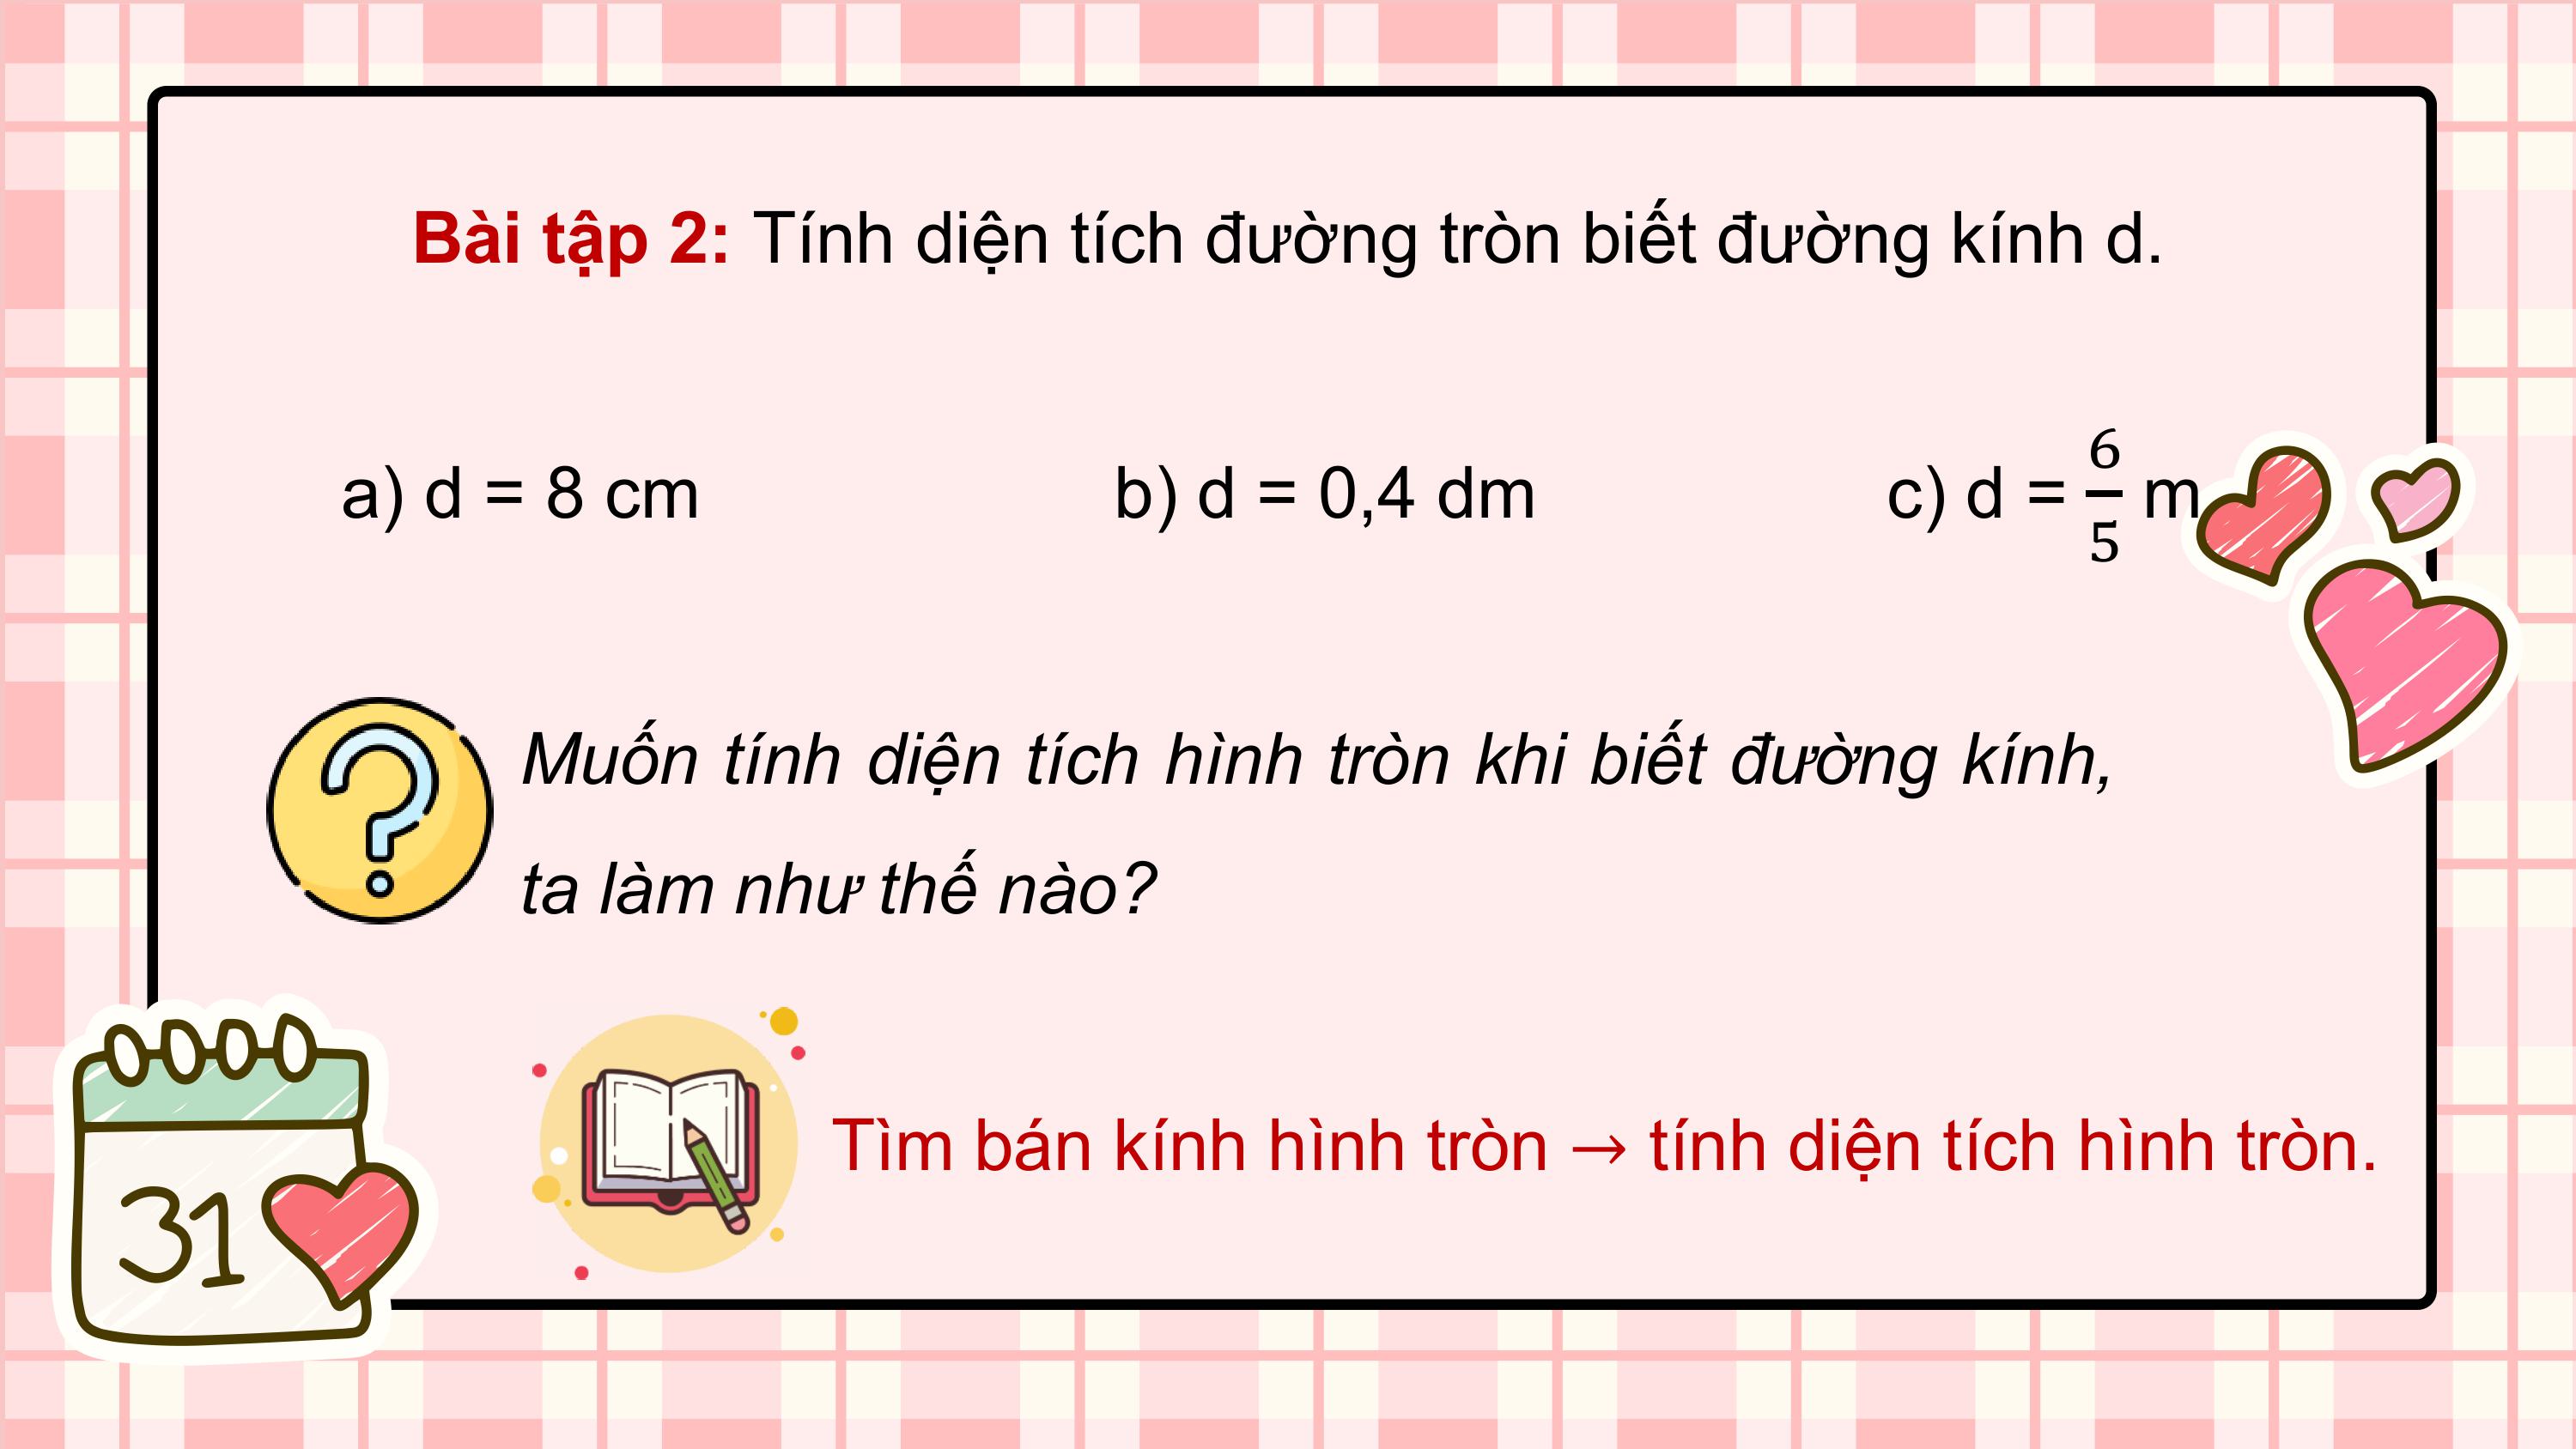 Bài tập 2: Tính diện tích đường tròn biết đường kính d.
a) d = 8 cm b) d = 0,4 dm c) d = 6/5 m
Muốn tính diện tích hình tròn khi biết đường kính,
ta làm như thế nào?
Tìm bán kính hình tròn → tính diện tích hình tròn.
31